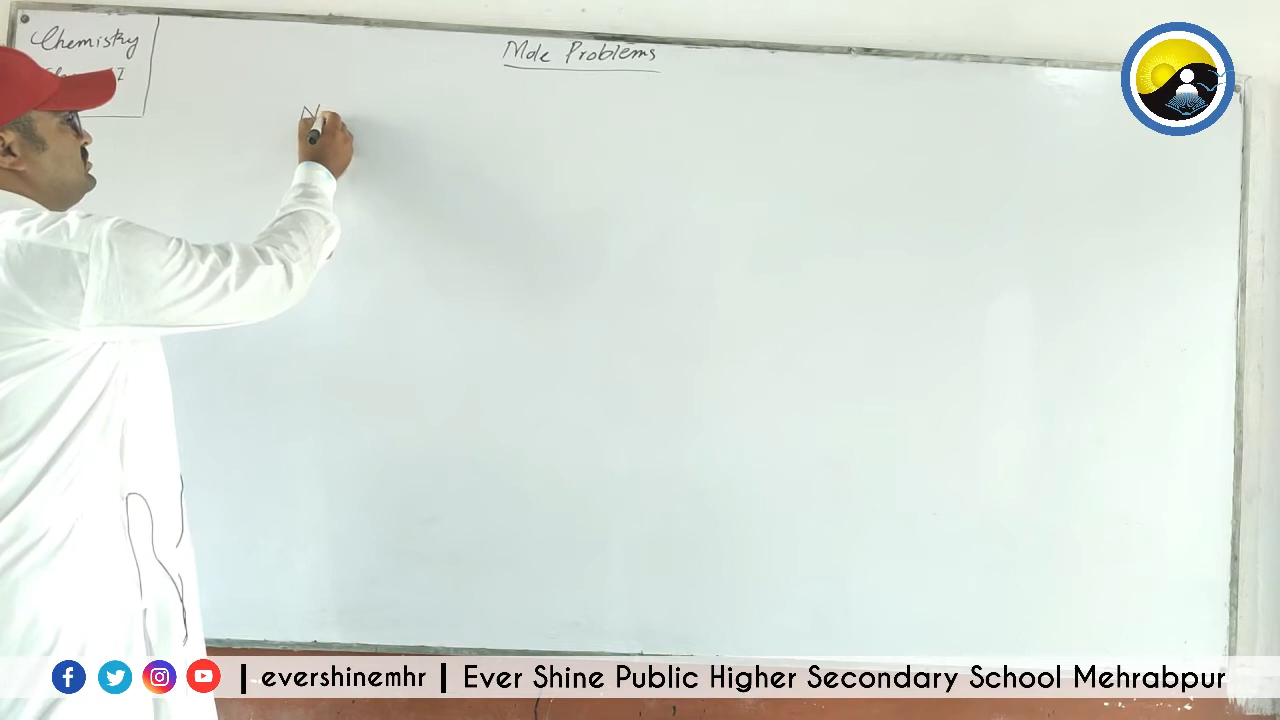 Chemistry
Mole Problems
N
| evershinemhr | Ever Shine Public Higher Secondary School Mehrabpur